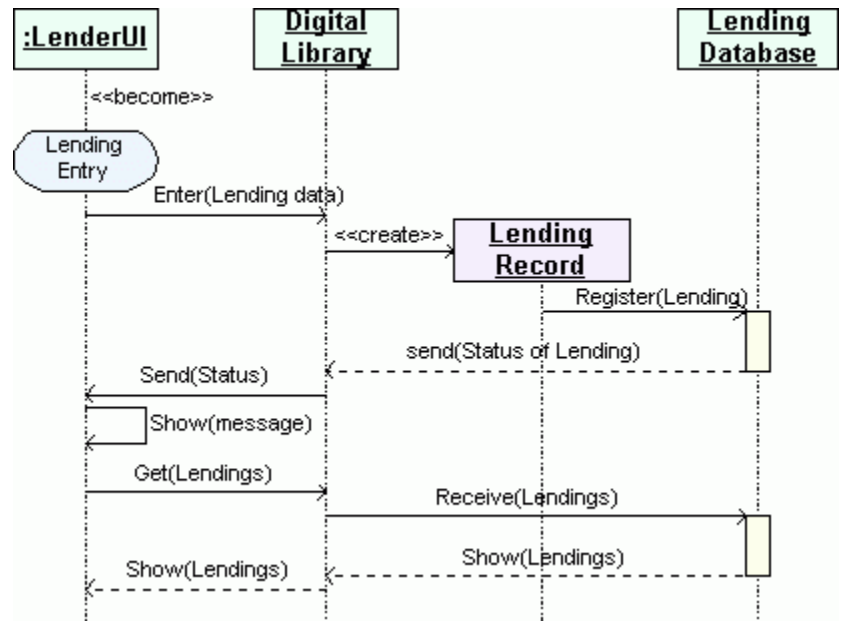 :LenderUI
Digital
Library
Lending
Database
<<become>>
Lending
Entry
Enter(Lending data)
<<create>>
Lending
Record
Register(Lending)
send(Status of Lending)
Send(Status)
Show(message)
Get(Lendings)
Receive(Lendings)
Show(Lendings)
Show(Lendings)